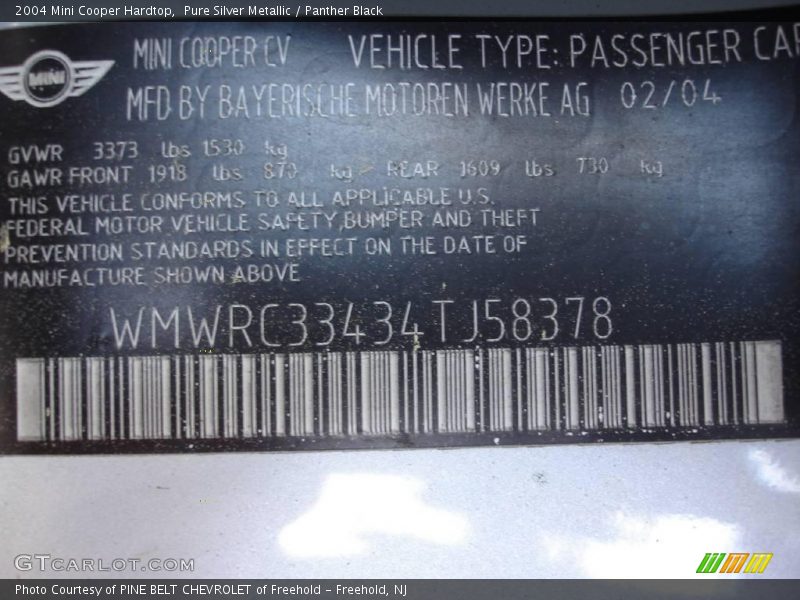 2004 Mini Cooper Hardtop,  Pure Silver Metallic / Panther Black
MINI
MINI COOPER CV VEHICLE TYPE: PASSENGER CAR
MFD BY BAYERISCHE MOTOREN WERKE AG 02/04
GVWR 3373 lbs 1530 kg
GAWR FRONT 1918 lbs 870 kg - REAR 1609 lbs 730 kg
THIS VEHICLE CONFORMS TO ALL APPLICABLE U.S.
FEDERAL MOTOR VEHICLE SAFETY,BUMPER AND THEFT
PREVENTION STANDARDS IN EFFECT ON THE DATE OF
MANUFACTURE SHOWN ABOVE
WMWRC33434TJ58378
GTCARLOT.COM
Photo Courtesy of PINE BELT CHEVROLET of Freehold - Freehold, NJ